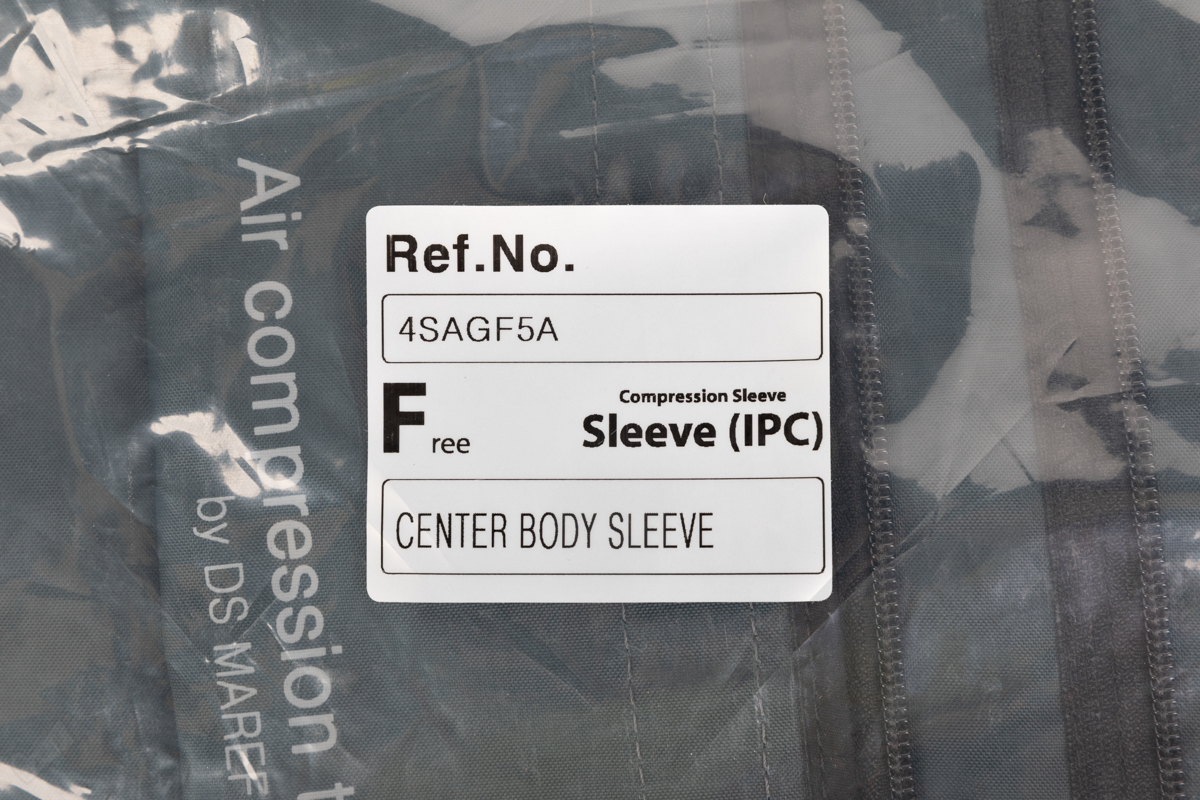 Ref.No.
4SAGF5A
Free
Compression Sleeve
Sleeve (IPC)
CENTER BODY SLEEVE
Air compression t
by DS MAREF